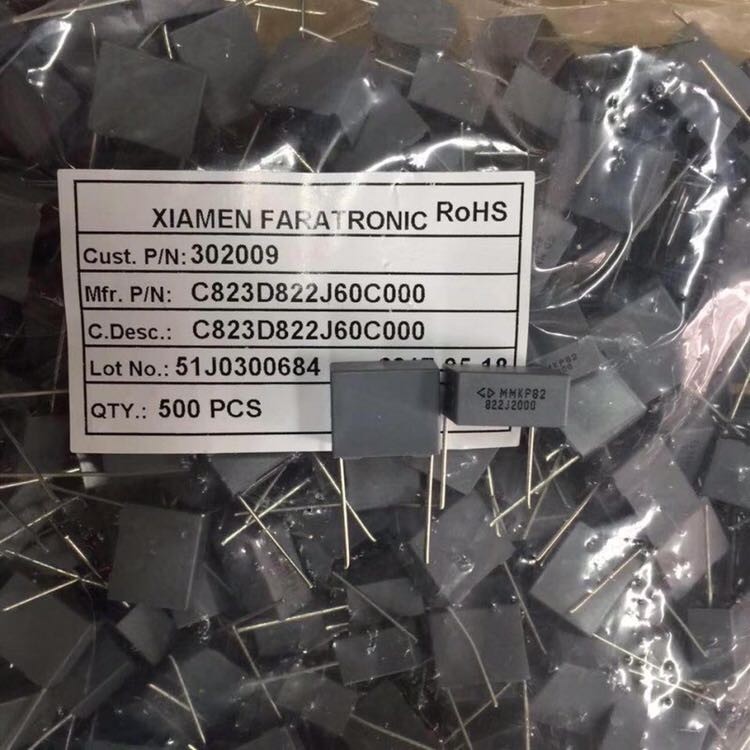 XIAMEN FARATRONIC RoHS
Cust. P/N: 302009
Mfr. P/N: C823D822J60C000
C.Desc.: C823D822J60C000
Lot No.: 51J0300684
QTY.: 500 PCS
MMKP82
822J2000